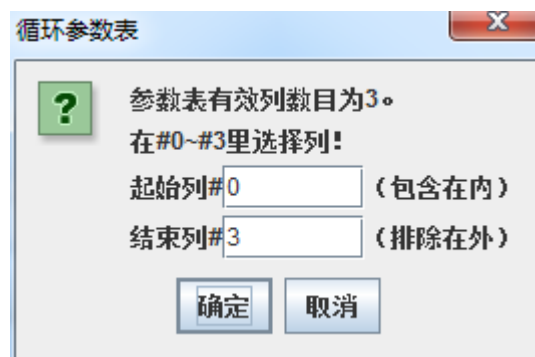 循环参数表
参数表有效列数目为3。
在#0~#3里选择列!
起始列#0 (包含在内)
结束列#3 (排除在外)
确定 取消